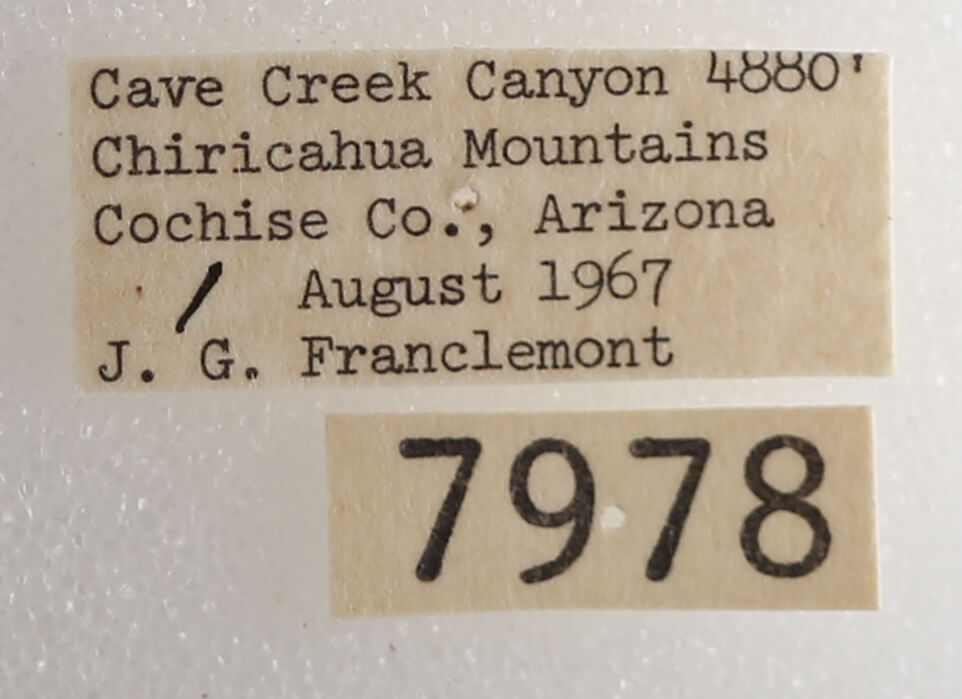 Cave Creek Canyon 4880'
Chiricahua Mountains
Cochise Co., Arizona
/ August 1967
J. G. Franclemont
7978